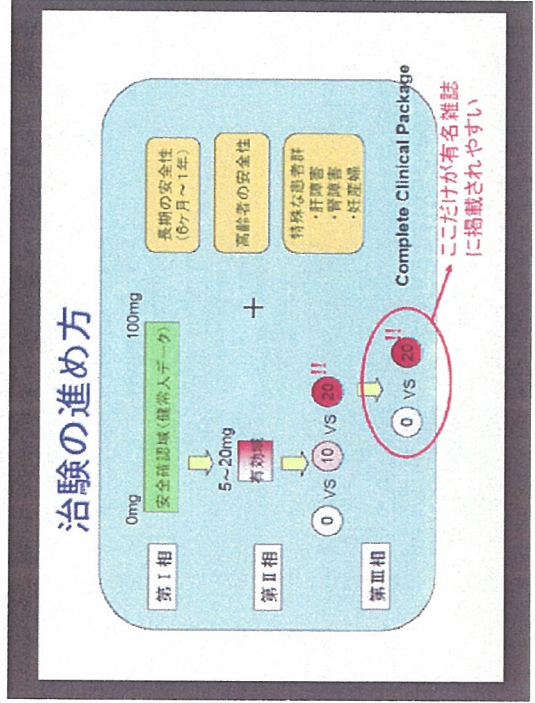 治験の進め方
0mg
100mg
第Ⅰ相
安全確認域(健常人データ)
5~20mg
第Ⅱ相
有効域
0 VS 10 VS 20 !!
第Ⅲ相
0 VS 20 !!
+
長期の安全性
(6ケ月~1年)
高齢者の安全性
特殊な患者群
・肝障害
・腎障害
・妊産婦
Complete Clinical Package
ここだけが有名雑誌
に掲載されやすい